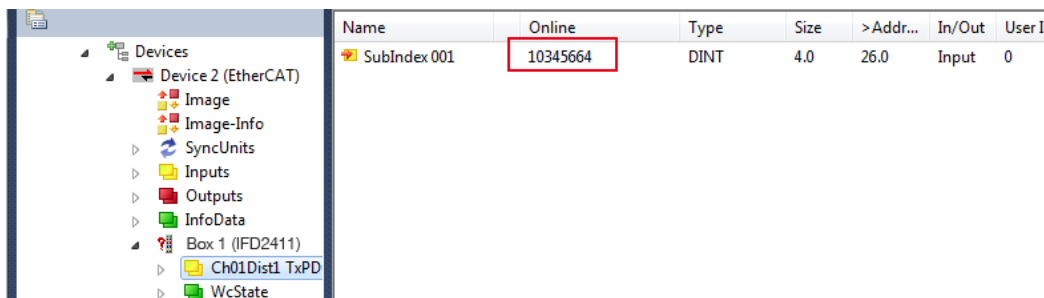 Name Online Type Size >Addr... In/Out User I
SubIndex 001 10345664 DINT 4.0 26.0 Input 0
Devices
Device 2 (EtherCAT)
Image
Image-Info
SyncUnits
Inputs
Outputs
InfoData
Box 1 (IFD2411)
Ch01Dist1 TxPD
WcState